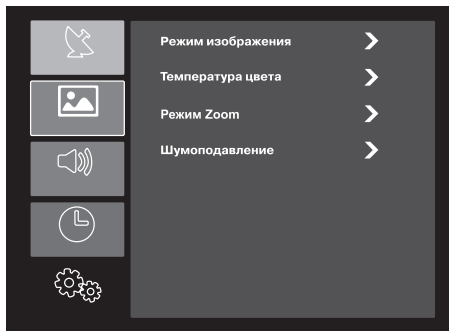 Режим изображения
Температура цвета
Режим Zoom
Шумоподавление